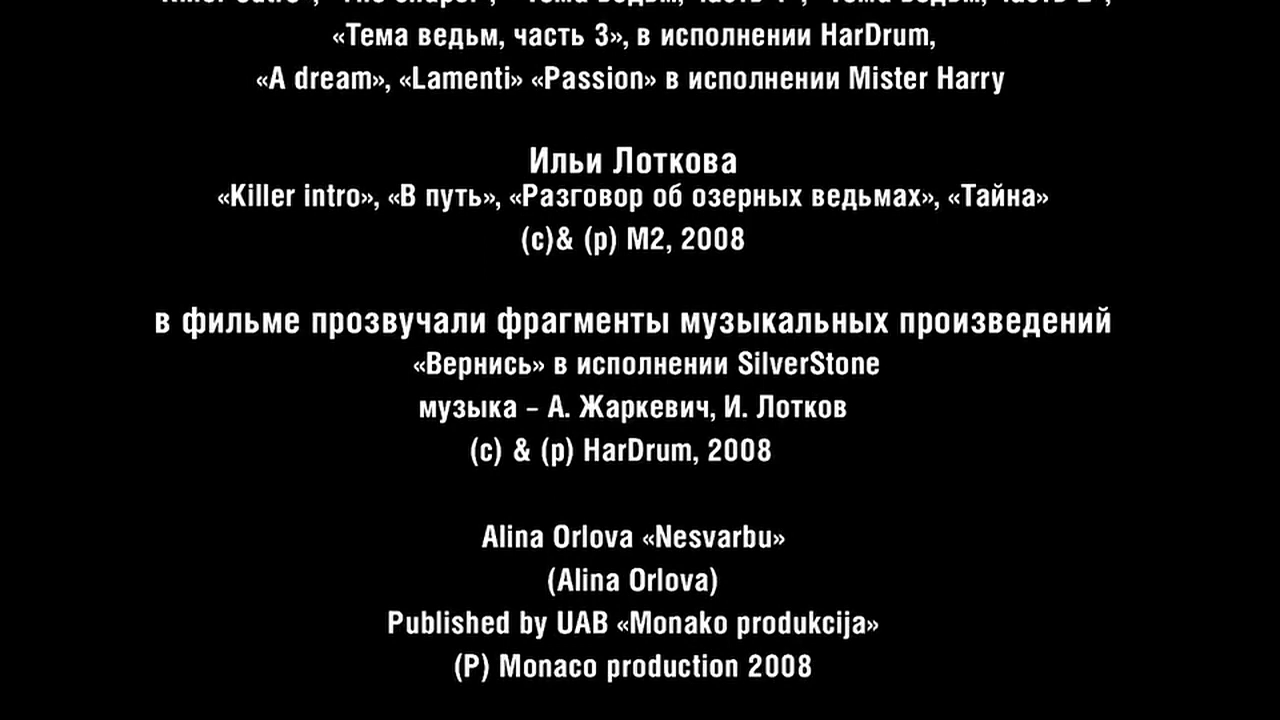 «Тема ведьм, часть 3», в исполнении HarDrum,
«A dream», «Lamenti» «Passion» в исполнении Mister Harry
Ильи Лоткова
«Killer intro», «В путь», «Разговор об озерных ведьмах», «Тайна»
(c)& (p) M2, 2008
в фильме прозвучали фрагменты музыкальных произведений
«Вернись» в исполнении SilverStone
музыка – А. Жаркевич, И. Лотков
(c) & (p) HarDrum, 2008
Alina Orlova «Nesvarbu»
(Alina Orlova)
Published by UAB «Monako produkcija»
(P) Monaco production 2008